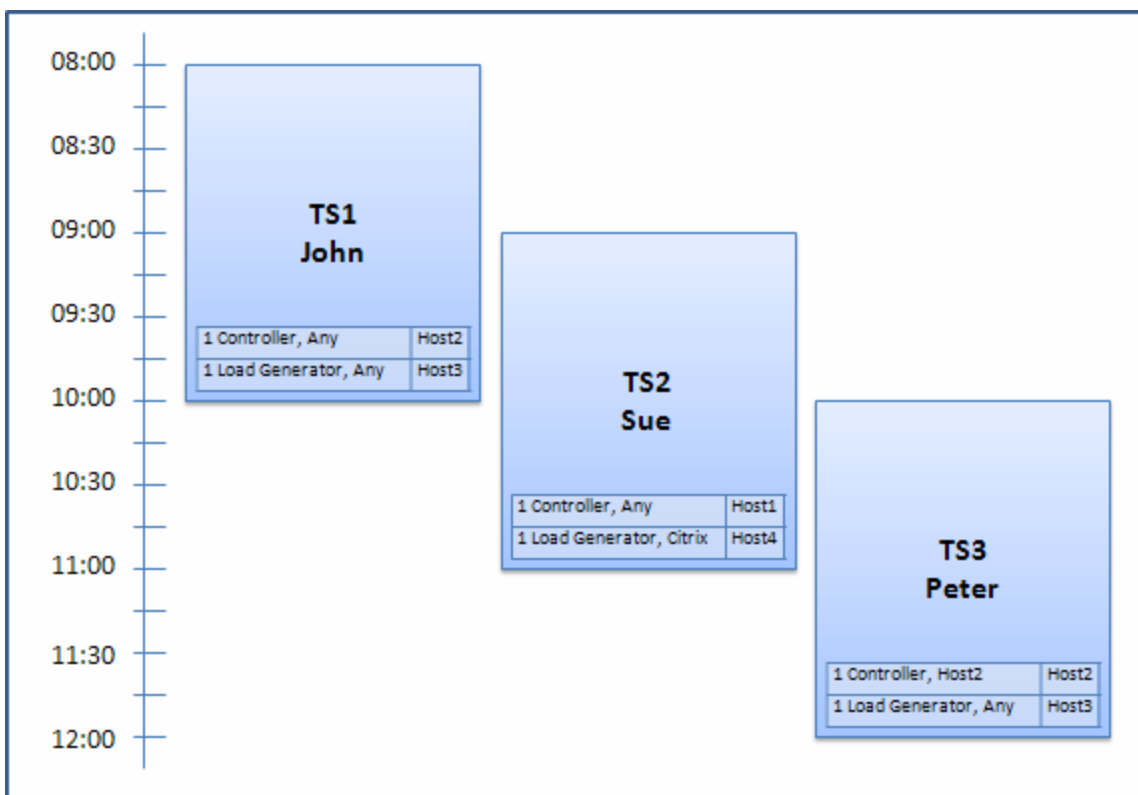 08:00
08:30
09:00
09:30
10:00
10:30
11:00
11:30
12:00
TS1
John
1 Controller, Any Host2
1 Load Generator, Any Host3
TS2
Sue
1 Controller, Any Host1
1 Load Generator, Citrix Host4
TS3
Peter
1 Controller, Host2 Host2
1 Load Generator, Any Host3